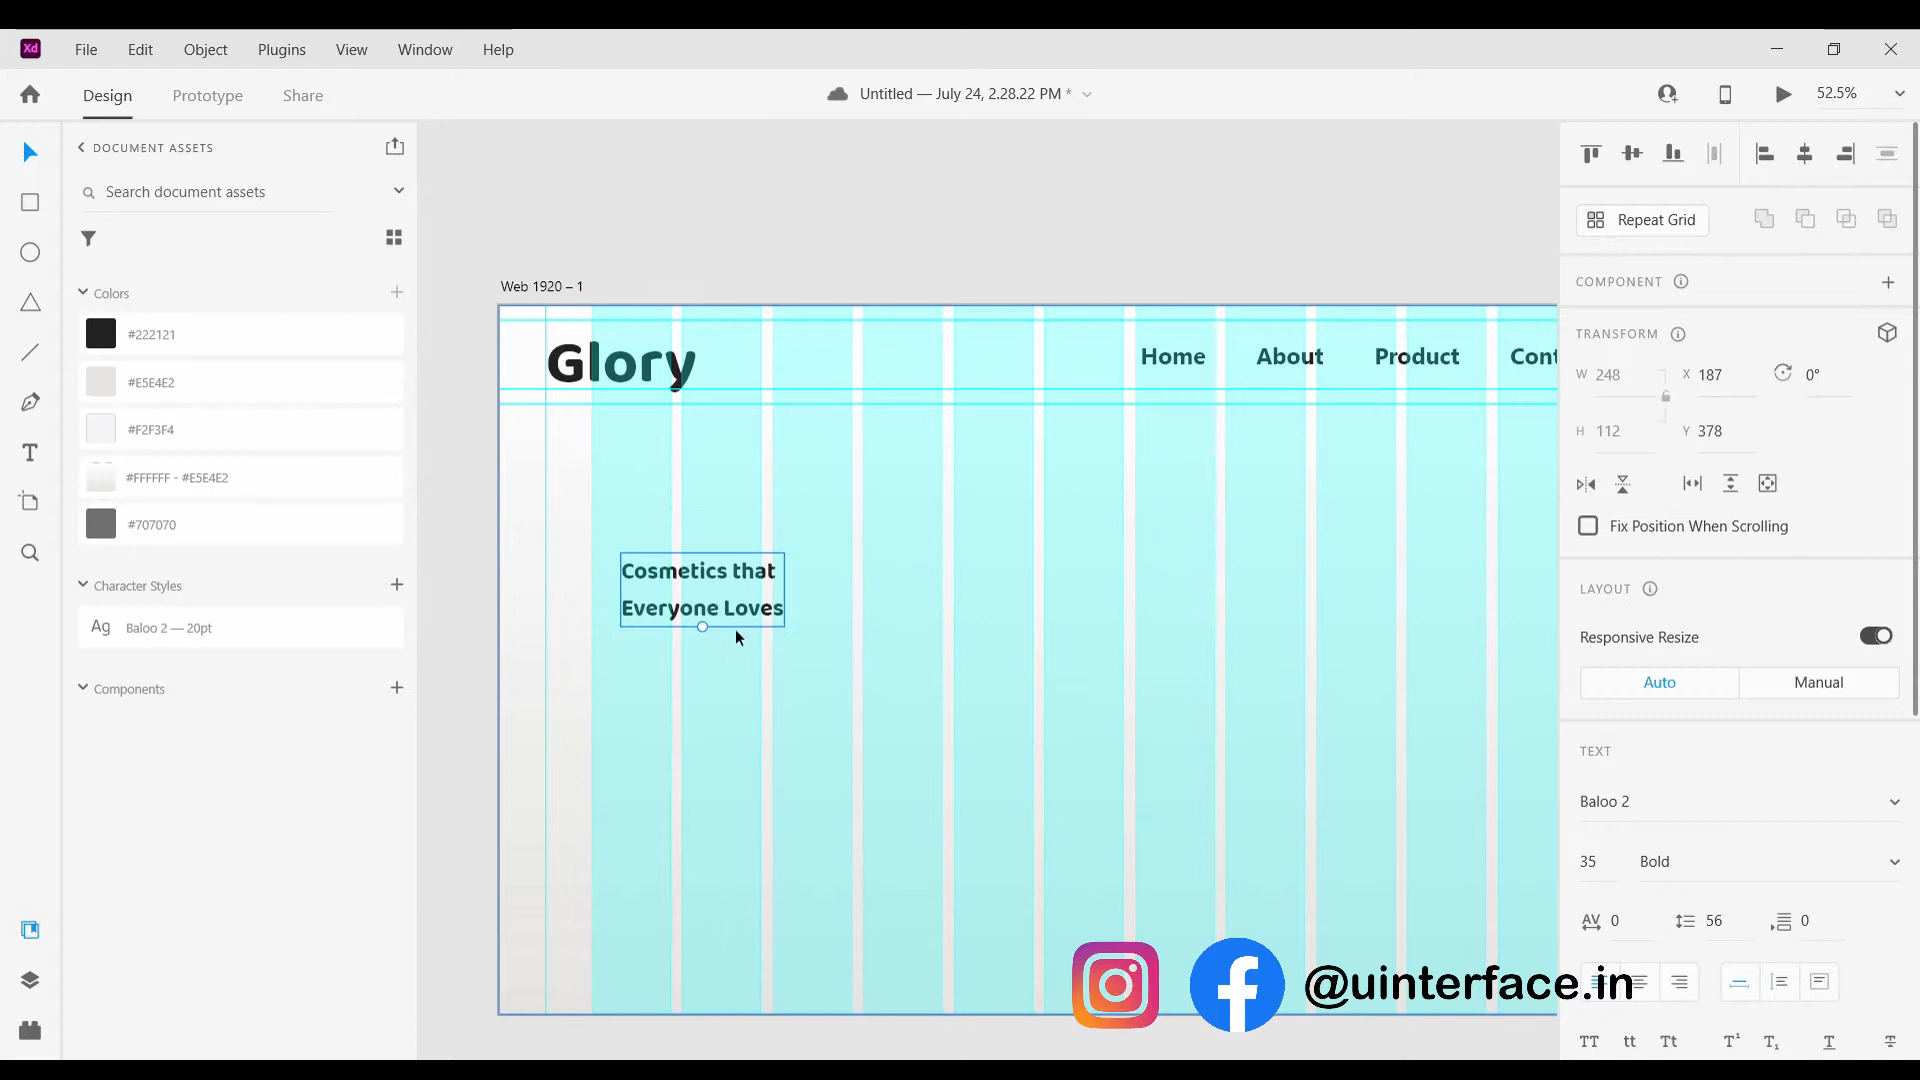 Xd File Edit Object Plugins View Window Help
Design Prototype Share Untitled — July 24, 2.28.22 PM * 52.5%
DOCUMENT ASSETS
Search document assets
Colors
#222121
#E5E4E2
#F2F3F4
#FFFFFF - #E5E4E2
#707070
Character Styles
Ag Baloo 2 — 20pt
Components
Web 1920 – 1
Glory Home About Product Cont
Cosmetics that
Everyone Loves
Repeat Grid
COMPONENT
TRANSFORM
W 248 X 187 0°
H 112 Y 378
Fix Position When Scrolling
LAYOUT
Responsive Resize
Auto Manual
TEXT
Baloo 2
35 Bold
AV 0 56 0
@uinterface.in
TT tt Tt T¹ T₁ T T